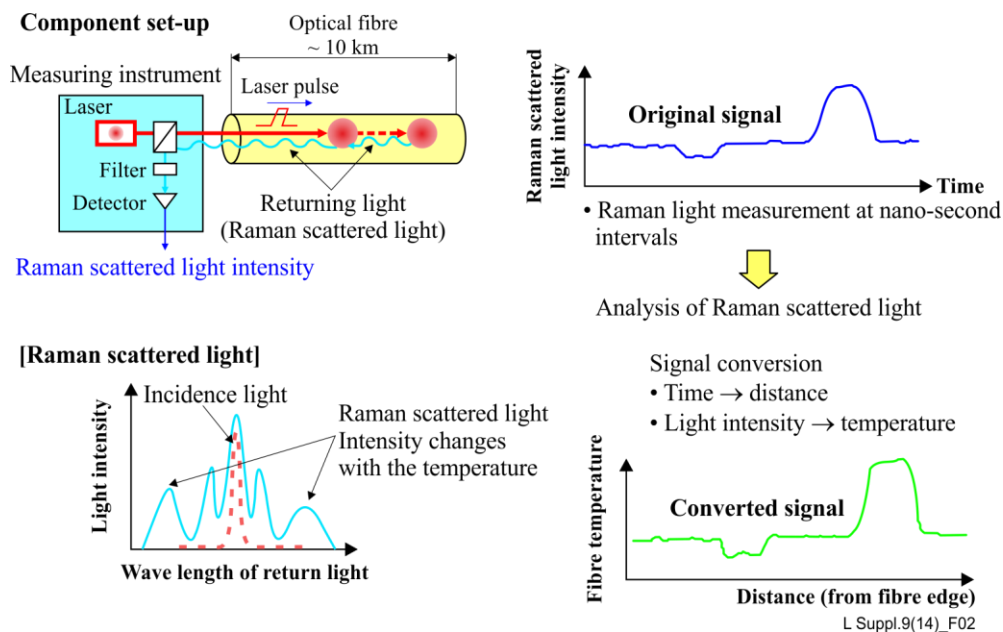 Component set-up
Optical fibre
~ 10 km
Measuring instrument
Laser pulse
Laser
Filter
Detector
Returning light
(Raman scattered light)
Raman scattered light intensity
Raman scattered
light intensity
Original signal
Time
• Raman light measurement at nano-second
intervals
Analysis of Raman scattered light
[Raman scattered light]
Incidence light
Raman scattered light
Intensity changes
with the temperature
Light intensity
Wave length of return light
Signal conversion
• Time → distance
• Light intensity → temperature
Fibre temperature
Converted signal
Distance (from fibre edge)
L Suppl.9(14)_F02